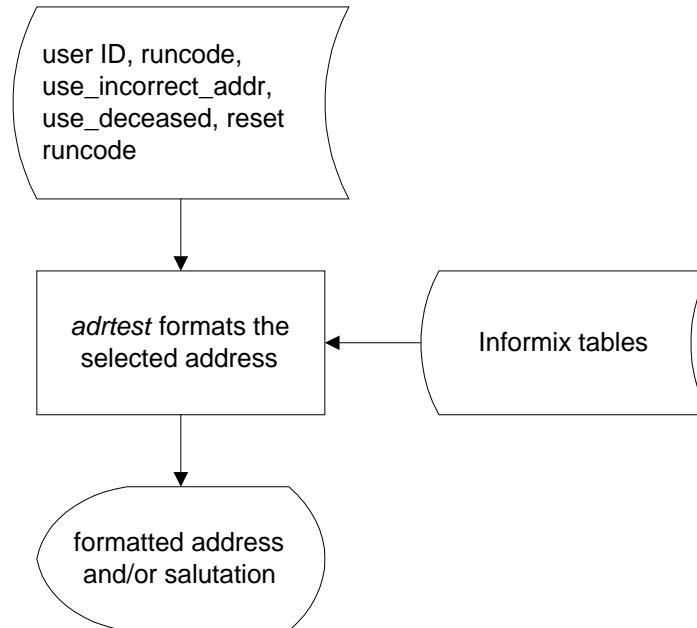 user ID, runcode,
use_incorrect_addr,
use_deceased, reset
runcode
adrtest formats the
selected address
Informix tables
formatted address
and/or salutation